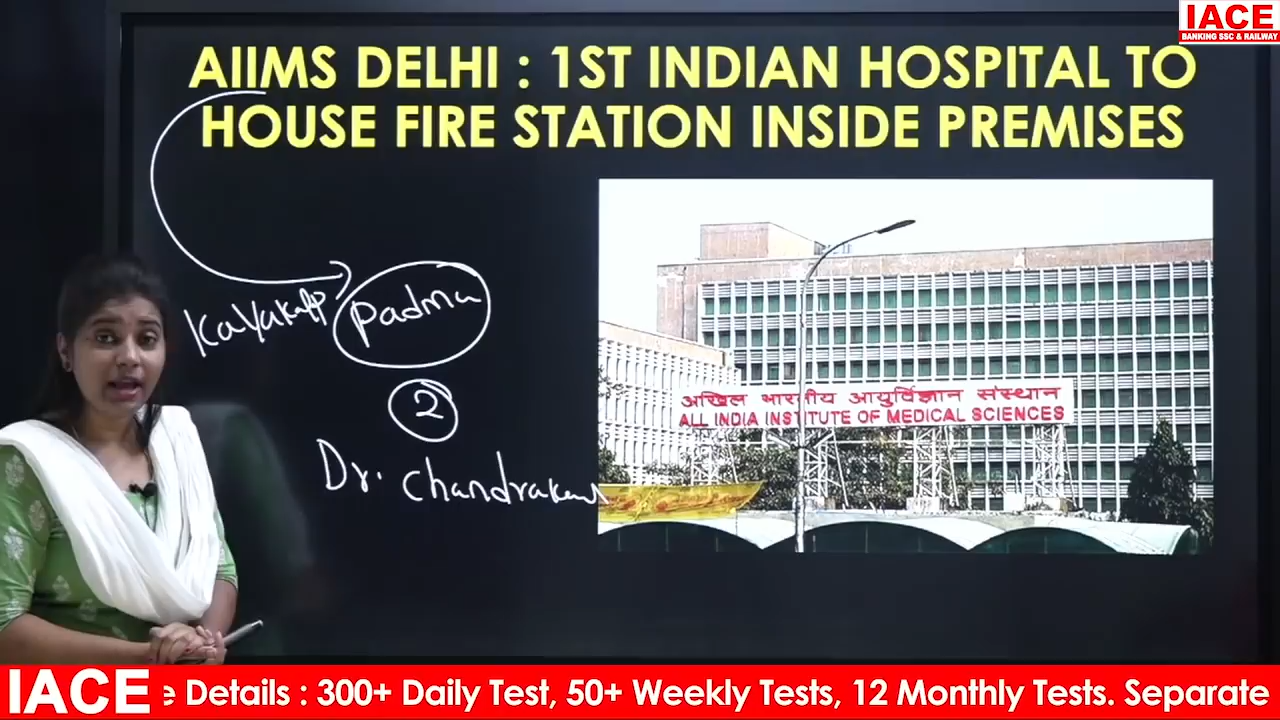 IACE
BANKING SSC & RAILWAY
AIIMS DELHI : 1ST INDIAN HOSPITAL TO
HOUSE FIRE STATION INSIDE PREMISES
Kayakalp
padma
2
Dr. Chandrakant
अखिल भारतीय आयुर्विज्ञान संस्थान
ALL INDIA INSTITUTE OF MEDICAL SCIENCES
IACE
e Details : 300+ Daily Test, 50+ Weekly Tests, 12 Monthly Tests. Separate